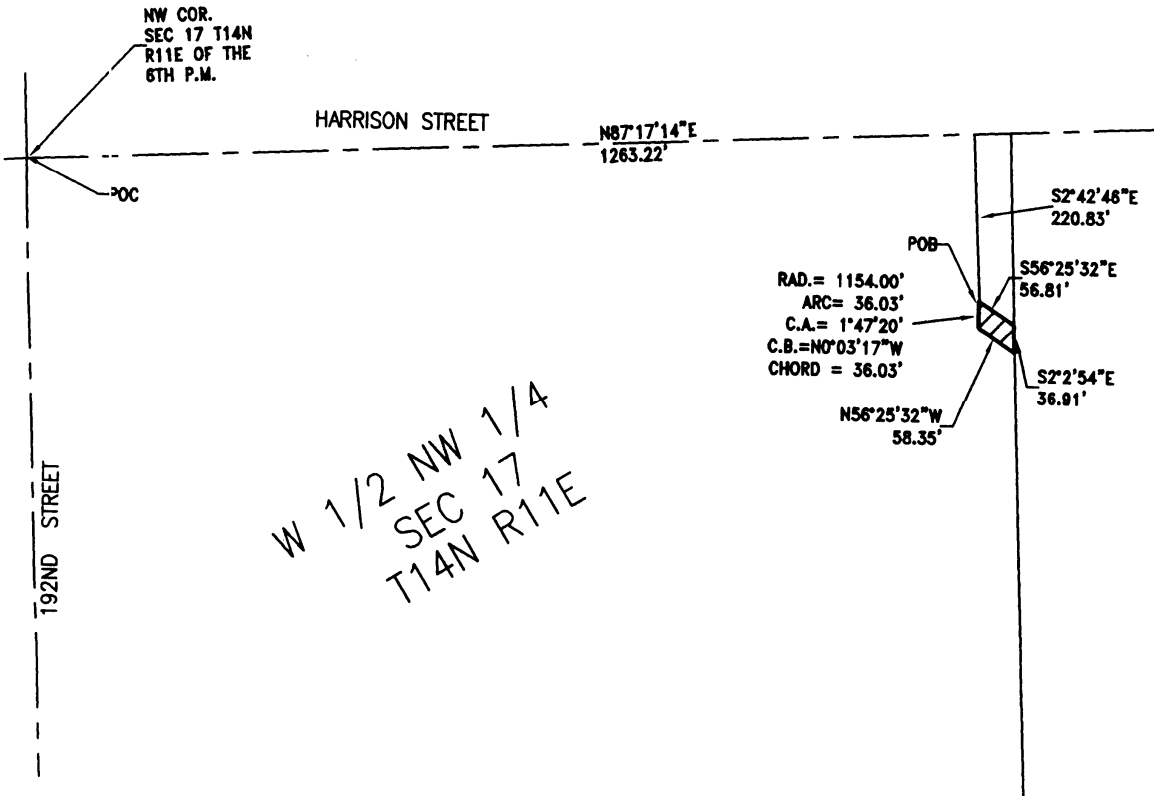 NW COR.
SEC 17 T14N
R11E OF THE
6TH P.M.
HARRISON STREET
N87°17'14"E
1263.22'
POC
S2°42'46"E
220.83'
POB
S56°25'32"E
56.81'
RAD.= 1154.00'
ARC= 36.03'
C.A.= 1°47'20'
C.B.=N0°03'17"W
CHORD = 36.03'
S2°2'54"E
36.91'
N56°25'32"W
58.35'
W 1/2 NW 1/4
SEC 17
T14N R11E
192ND STREET